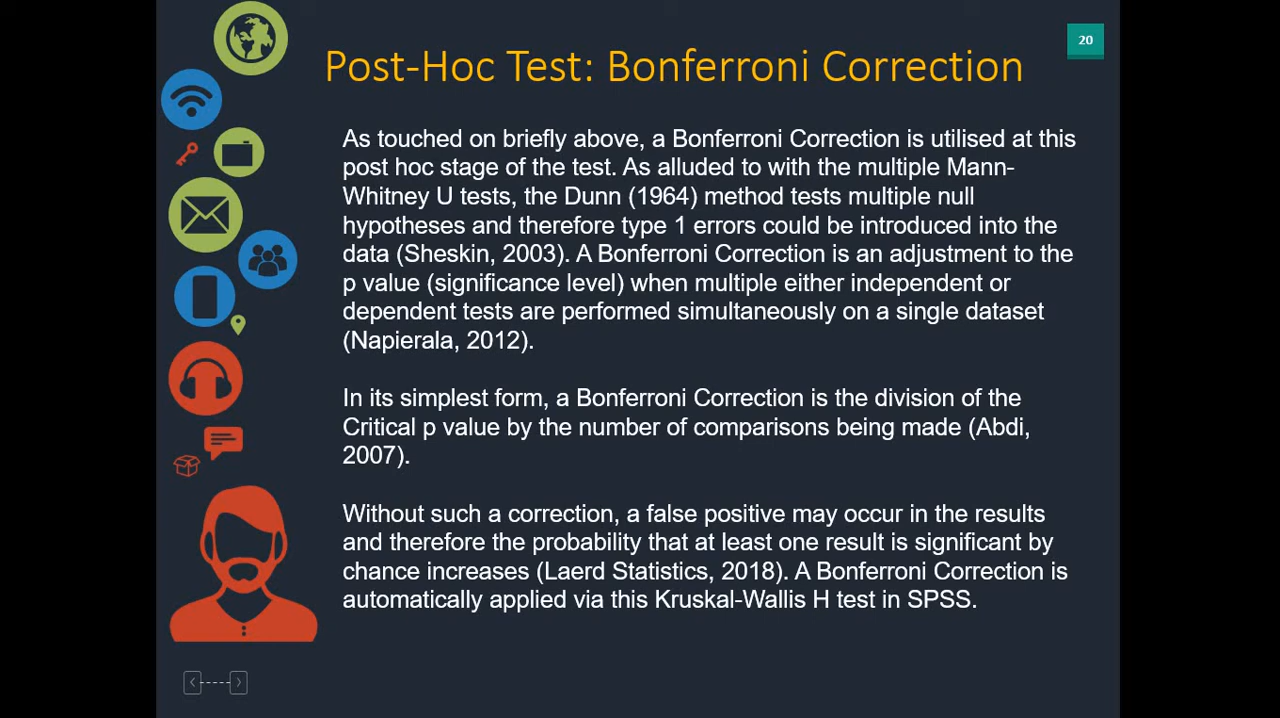 20
Post-Hoc Test: Bonferroni Correction
As touched on briefly above, a Bonferroni Correction is utilised at this
post hoc stage of the test. As alluded to with the multiple Mann-
Whitney U tests, the Dunn (1964) method tests multiple null
hypotheses and therefore type 1 errors could be introduced into the
data (Sheskin, 2003). A Bonferroni Correction is an adjustment to the
p value (significance level) when multiple either independent or
dependent tests are performed simultaneously on a single dataset
(Napierala, 2012).
In its simplest form, a Bonferroni Correction is the division of the
Critical p value by the number of comparisons being made (Abdi,
2007).
Without such a correction, a false positive may occur in the results
and therefore the probability that at least one result is significant by
chance increases (Laerd Statistics, 2018). A Bonferroni Correction is
automatically applied via this Kruskal-Wallis H test in SPSS.